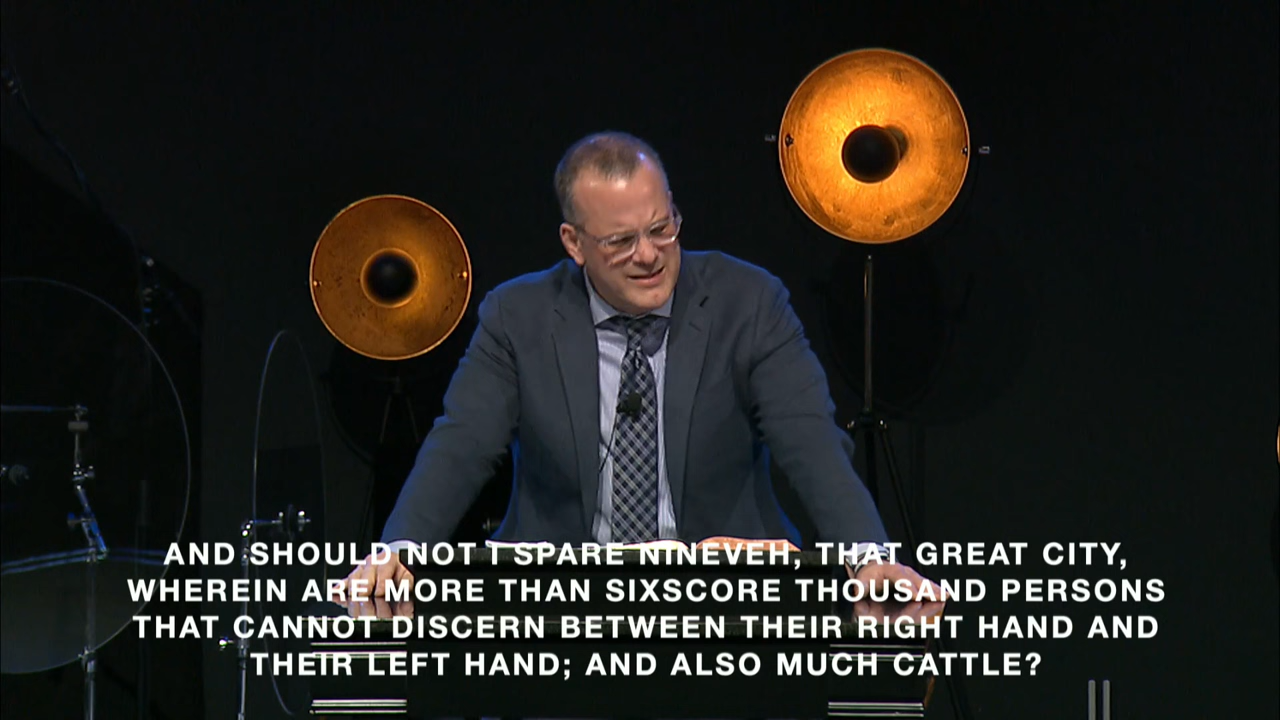 AND SHOULD NOT I SPARE NINEVEH, THAT GREAT CITY,
WHEREIN ARE MORE THAN SIXSCORE THOUSAND PERSONS
THAT CANNOT DISCERN BETWEEN THEIR RIGHT HAND AND
THEIR LEFT HAND; AND ALSO MUCH CATTLE?